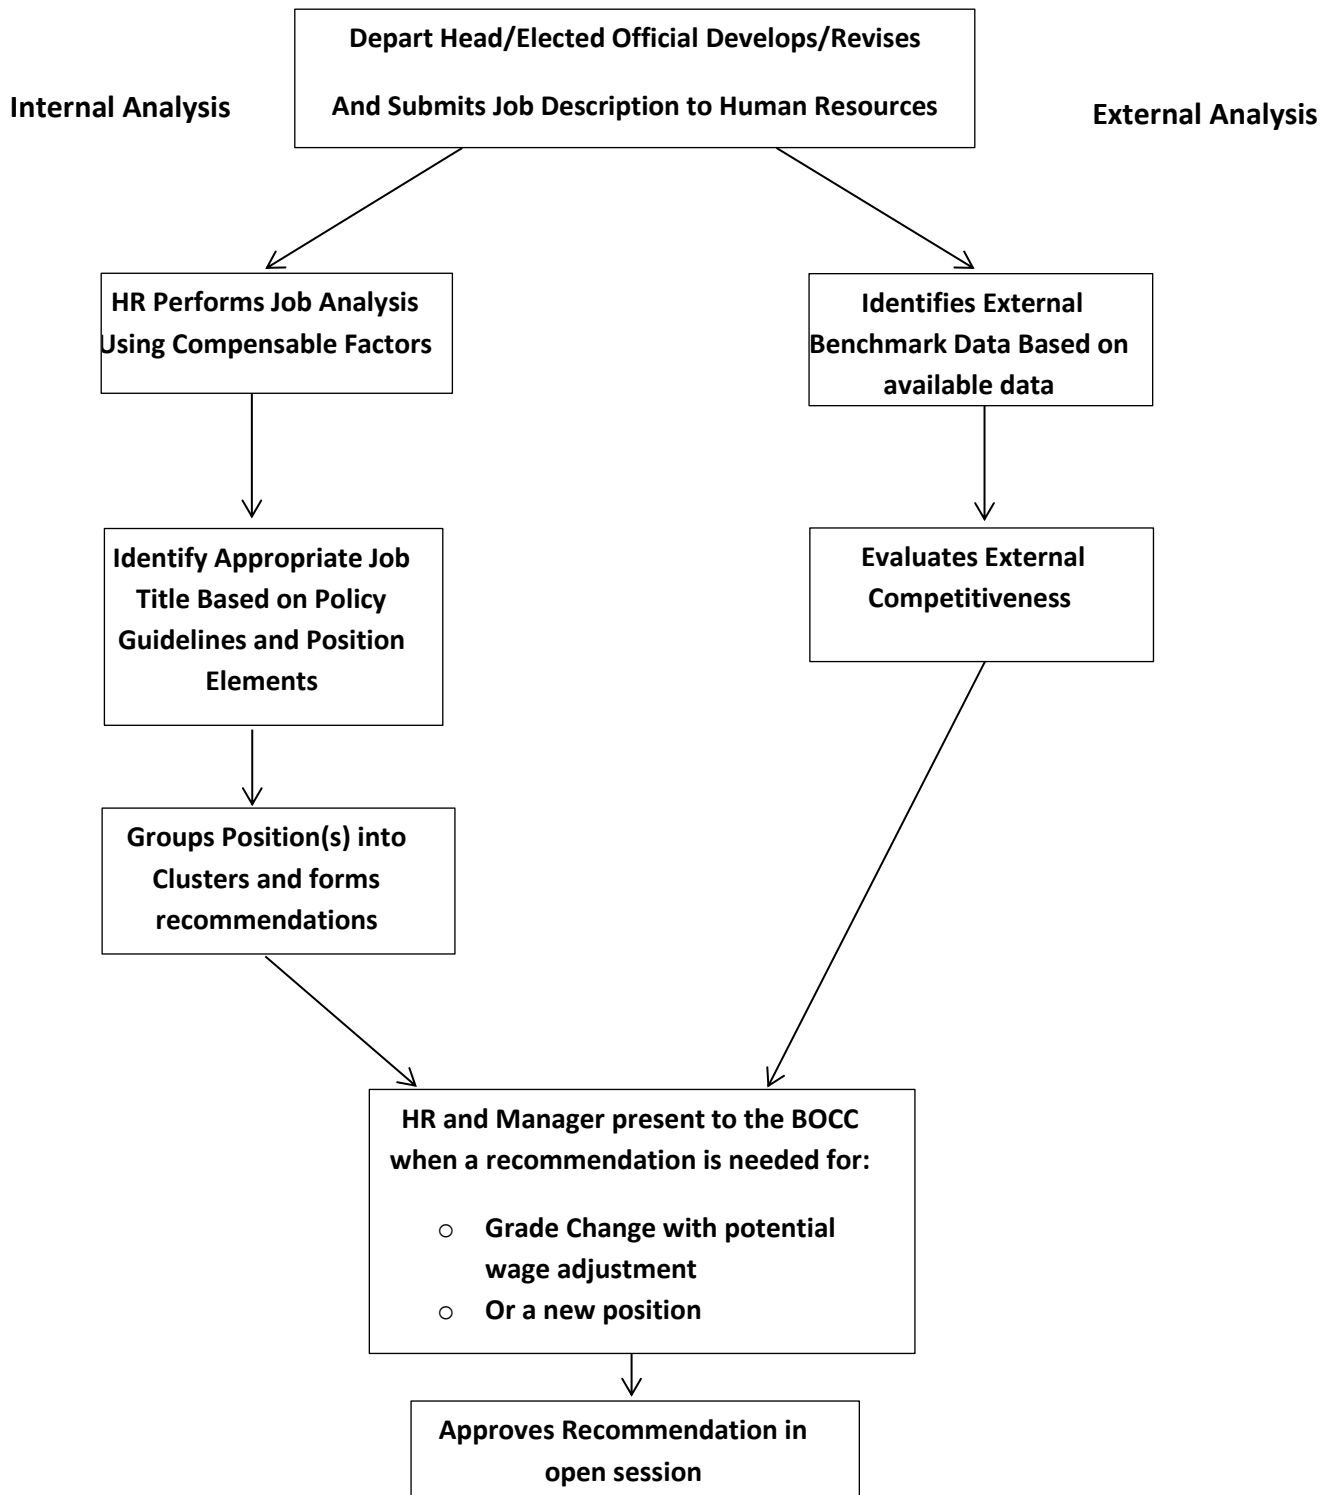 Depart Head/Elected Official Develops/Revises
And Submits Job Description to Human Resources
Internal Analysis
External Analysis
HR Performs Job Analysis
Using Compensable Factors
Identifies External
Benchmark Data Based on
available data
Identify Appropriate Job
Title Based on Policy
Guidelines and Position
Elements
Evaluates External
Competitiveness
Groups Position(s) into
Clusters and forms
recommendations
HR and Manager present to the BOCC
when a recommendation is needed for:
o Grade Change with potential
wage adjustment
o Or a new position
Approves Recommendation in
open session